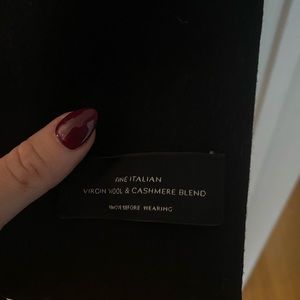 FINE ITALIAN
VIRGIN WOOL & CASHMERE BLEND
REMOVE BEFORE WEARING